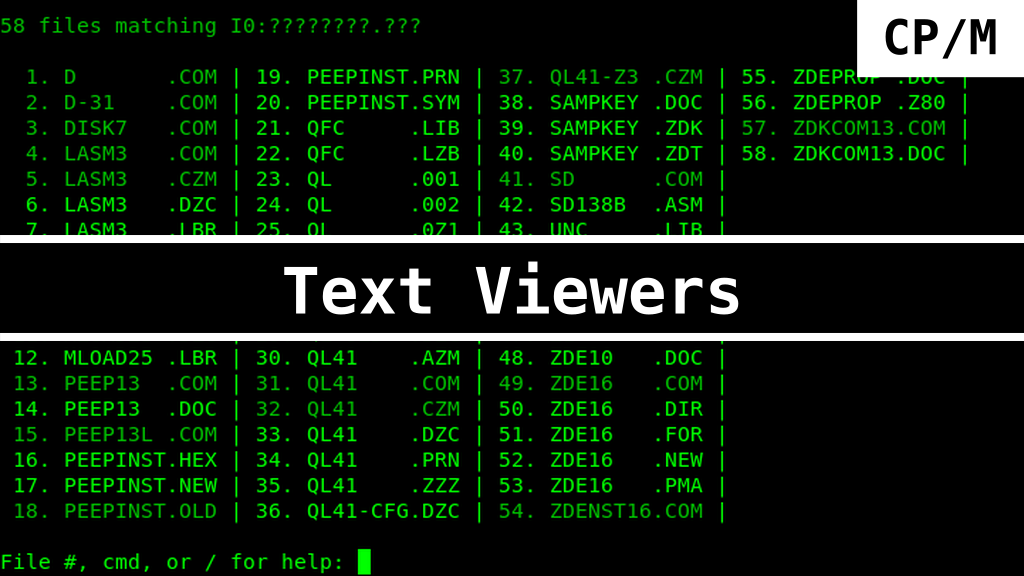 58 files matching I0:????????.???
CP/M
1. D       .COM | 19. PEEPINST.PRN | 37. QL41-Z3 .CZM | 55. ZDEPROP .DOC |
2. D-31    .COM | 20. PEEPINST.SYM | 38. SAMPKEY .DOC | 56. ZDEPROP .Z80 |
3. DISK7   .COM | 21. QFC     .LIB | 39. SAMPKEY .ZDK | 57. ZDKCOM13.COM |
4. LASM3   .COM | 22. QFC     .LZB | 40. SAMPKEY .ZDT | 58. ZDKCOM13.DOC |
5. LASM3   .CZM | 23. QL      .001 | 41. SD      .COM |
6. LASM3   .DZC | 24. QL      .002 | 42. SD138B  .ASM |
7. LASM3   .LBR | 25. QL      .0Z1 | 43. UNC     .LIB |
Text Viewers
12. MLOAD25 .LBR | 30. QL41    .AZM | 48. ZDE10   .DOC |
13. PEEP13  .COM | 31. QL41    .COM | 49. ZDE16   .COM |
14. PEEP13  .DOC | 32. QL41    .CZM | 50. ZDE16   .DIR |
15. PEEP13L .COM | 33. QL41    .DZC | 51. ZDE16   .FOR |
16. PEEPINST.HEX | 34. QL41    .PRN | 52. ZDE16   .NEW |
17. PEEPINST.NEW | 35. QL41    .ZZZ | 53. ZDE16   .PMA |
18. PEEPINST.OLD | 36. QL41-CFG.DZC | 54. ZDENST16.COM |
File #, cmd, or / for help: